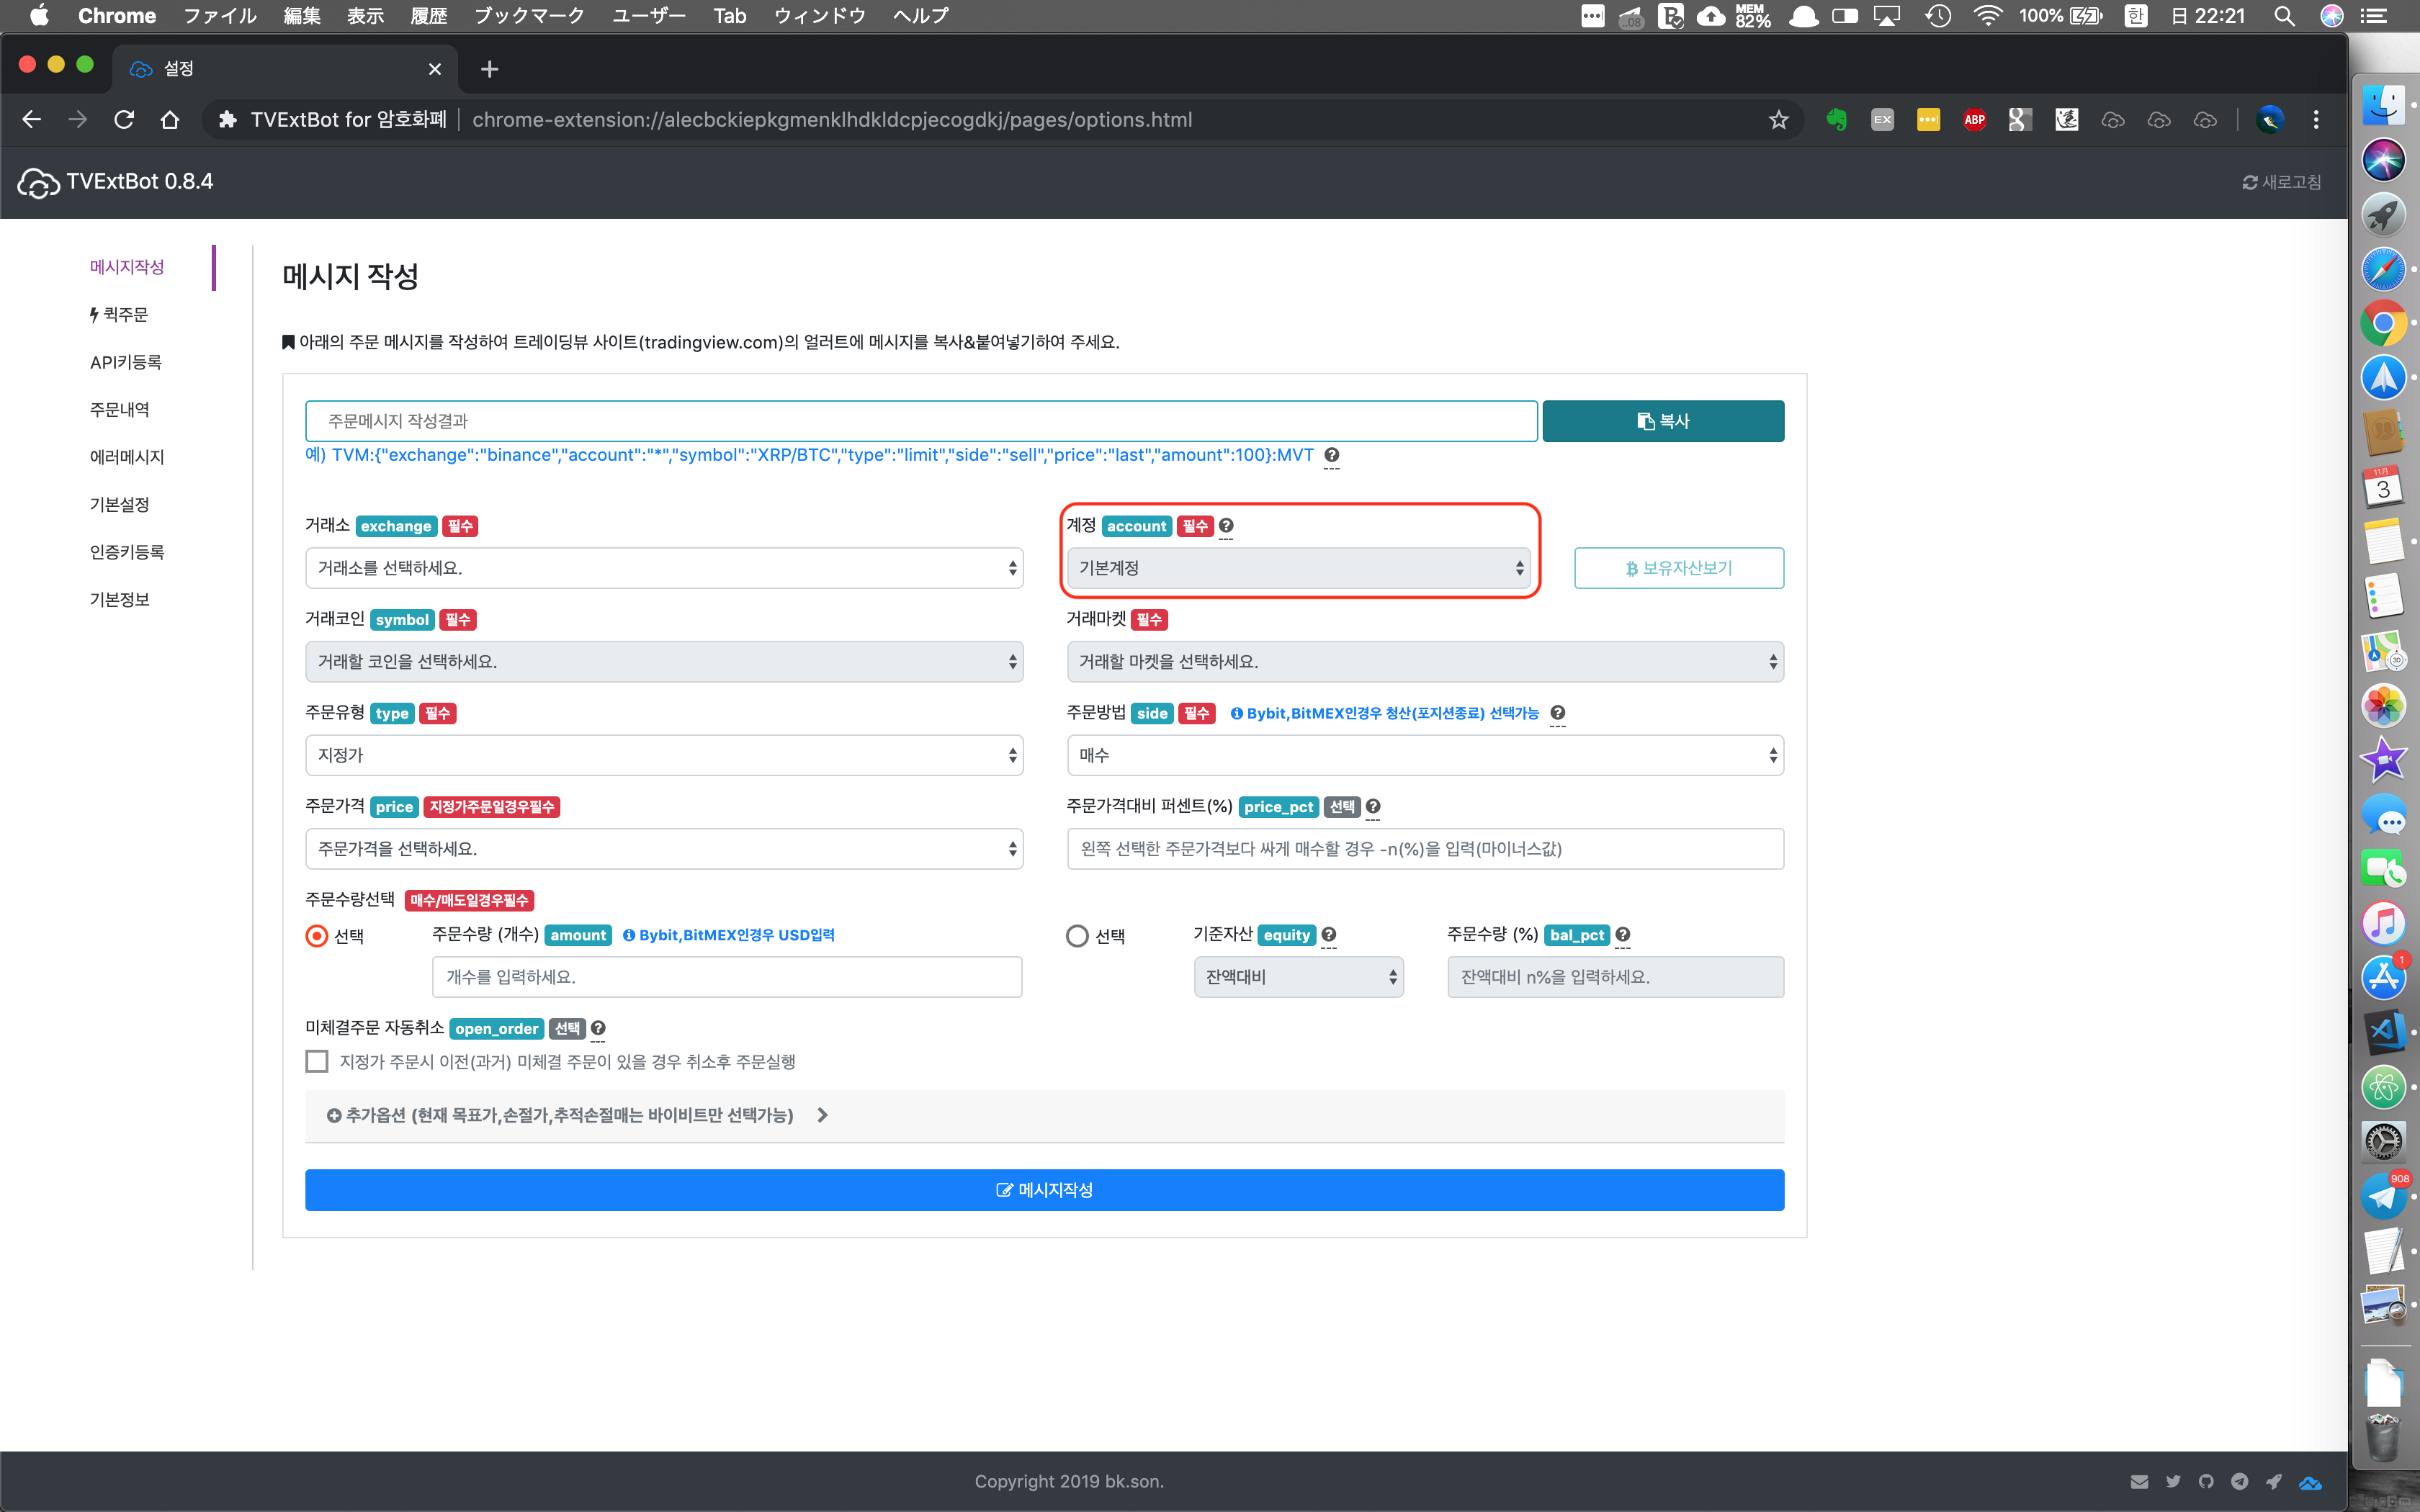 Chrome ファイル 編集 表示 履歴 ブックマーク ユーザー Tab ウィンドウ ヘルプ
.08 MEM 82% 100% 한 日 22:21
설정
TVExtBot for 암호화폐 chrome-extension://alecbckiepkgmenklhdkldcpjecogdkj/pages/options.html
EX ABP
TVExtBot 0.8.4 새로고침
메시지작성
퀵주문
API키등록
주문내역
에러메시지
기본설정
인증키등록
기본정보
메시지 작성
아래의 주문 메시지를 작성하여 트레이딩뷰 사이트(tradingview.com)의 얼러트에 메시지를 복사&붙여넣기하여 주세요.
주문메시지 작성결과 복사
예) TVM:{"exchange":"binance","account":"*","symbol":"XRP/BTC","type":"limit","side":"sell","price":"last","amount":100}:MVT
거래소 exchange 필수 계정 account 필수
거래소를 선택하세요. 기본계정 보유자산보기
거래코인 symbol 필수 거래마켓 필수
거래할 코인을 선택하세요. 거래할 마켓을 선택하세요.
주문유형 type 필수 주문방법 side 필수 Bybit,BitMEX인경우 청산(포지션종료) 선택가능
지정가 매수
주문가격 price 지정가주문일경우필수 주문가격대비 퍼센트(%) price_pct 선택
주문가격을 선택하세요. 왼쪽 선택한 주문가격보다 싸게 매수할 경우 -n(%)을 입력(마이너스값)
주문수량선택 매수/매도일경우필수
선택 주문수량 (개수) amount Bybit,BitMEX인경우 USD입력 선택 기준자산 equity 주문수량 (%) bal_pct
개수를 입력하세요. 잔액대비 잔액대비 n%을 입력하세요.
미체결주문 자동취소 open_order 선택
지정가 주문시 이전(과거) 미체결 주문이 있을 경우 취소후 주문실행
추가옵션 (현재 목표가,손절가,추적손절매는 바이비트만 선택가능)
메시지작성
Copyright 2019 bk.son.
11月
3
3D
1
908